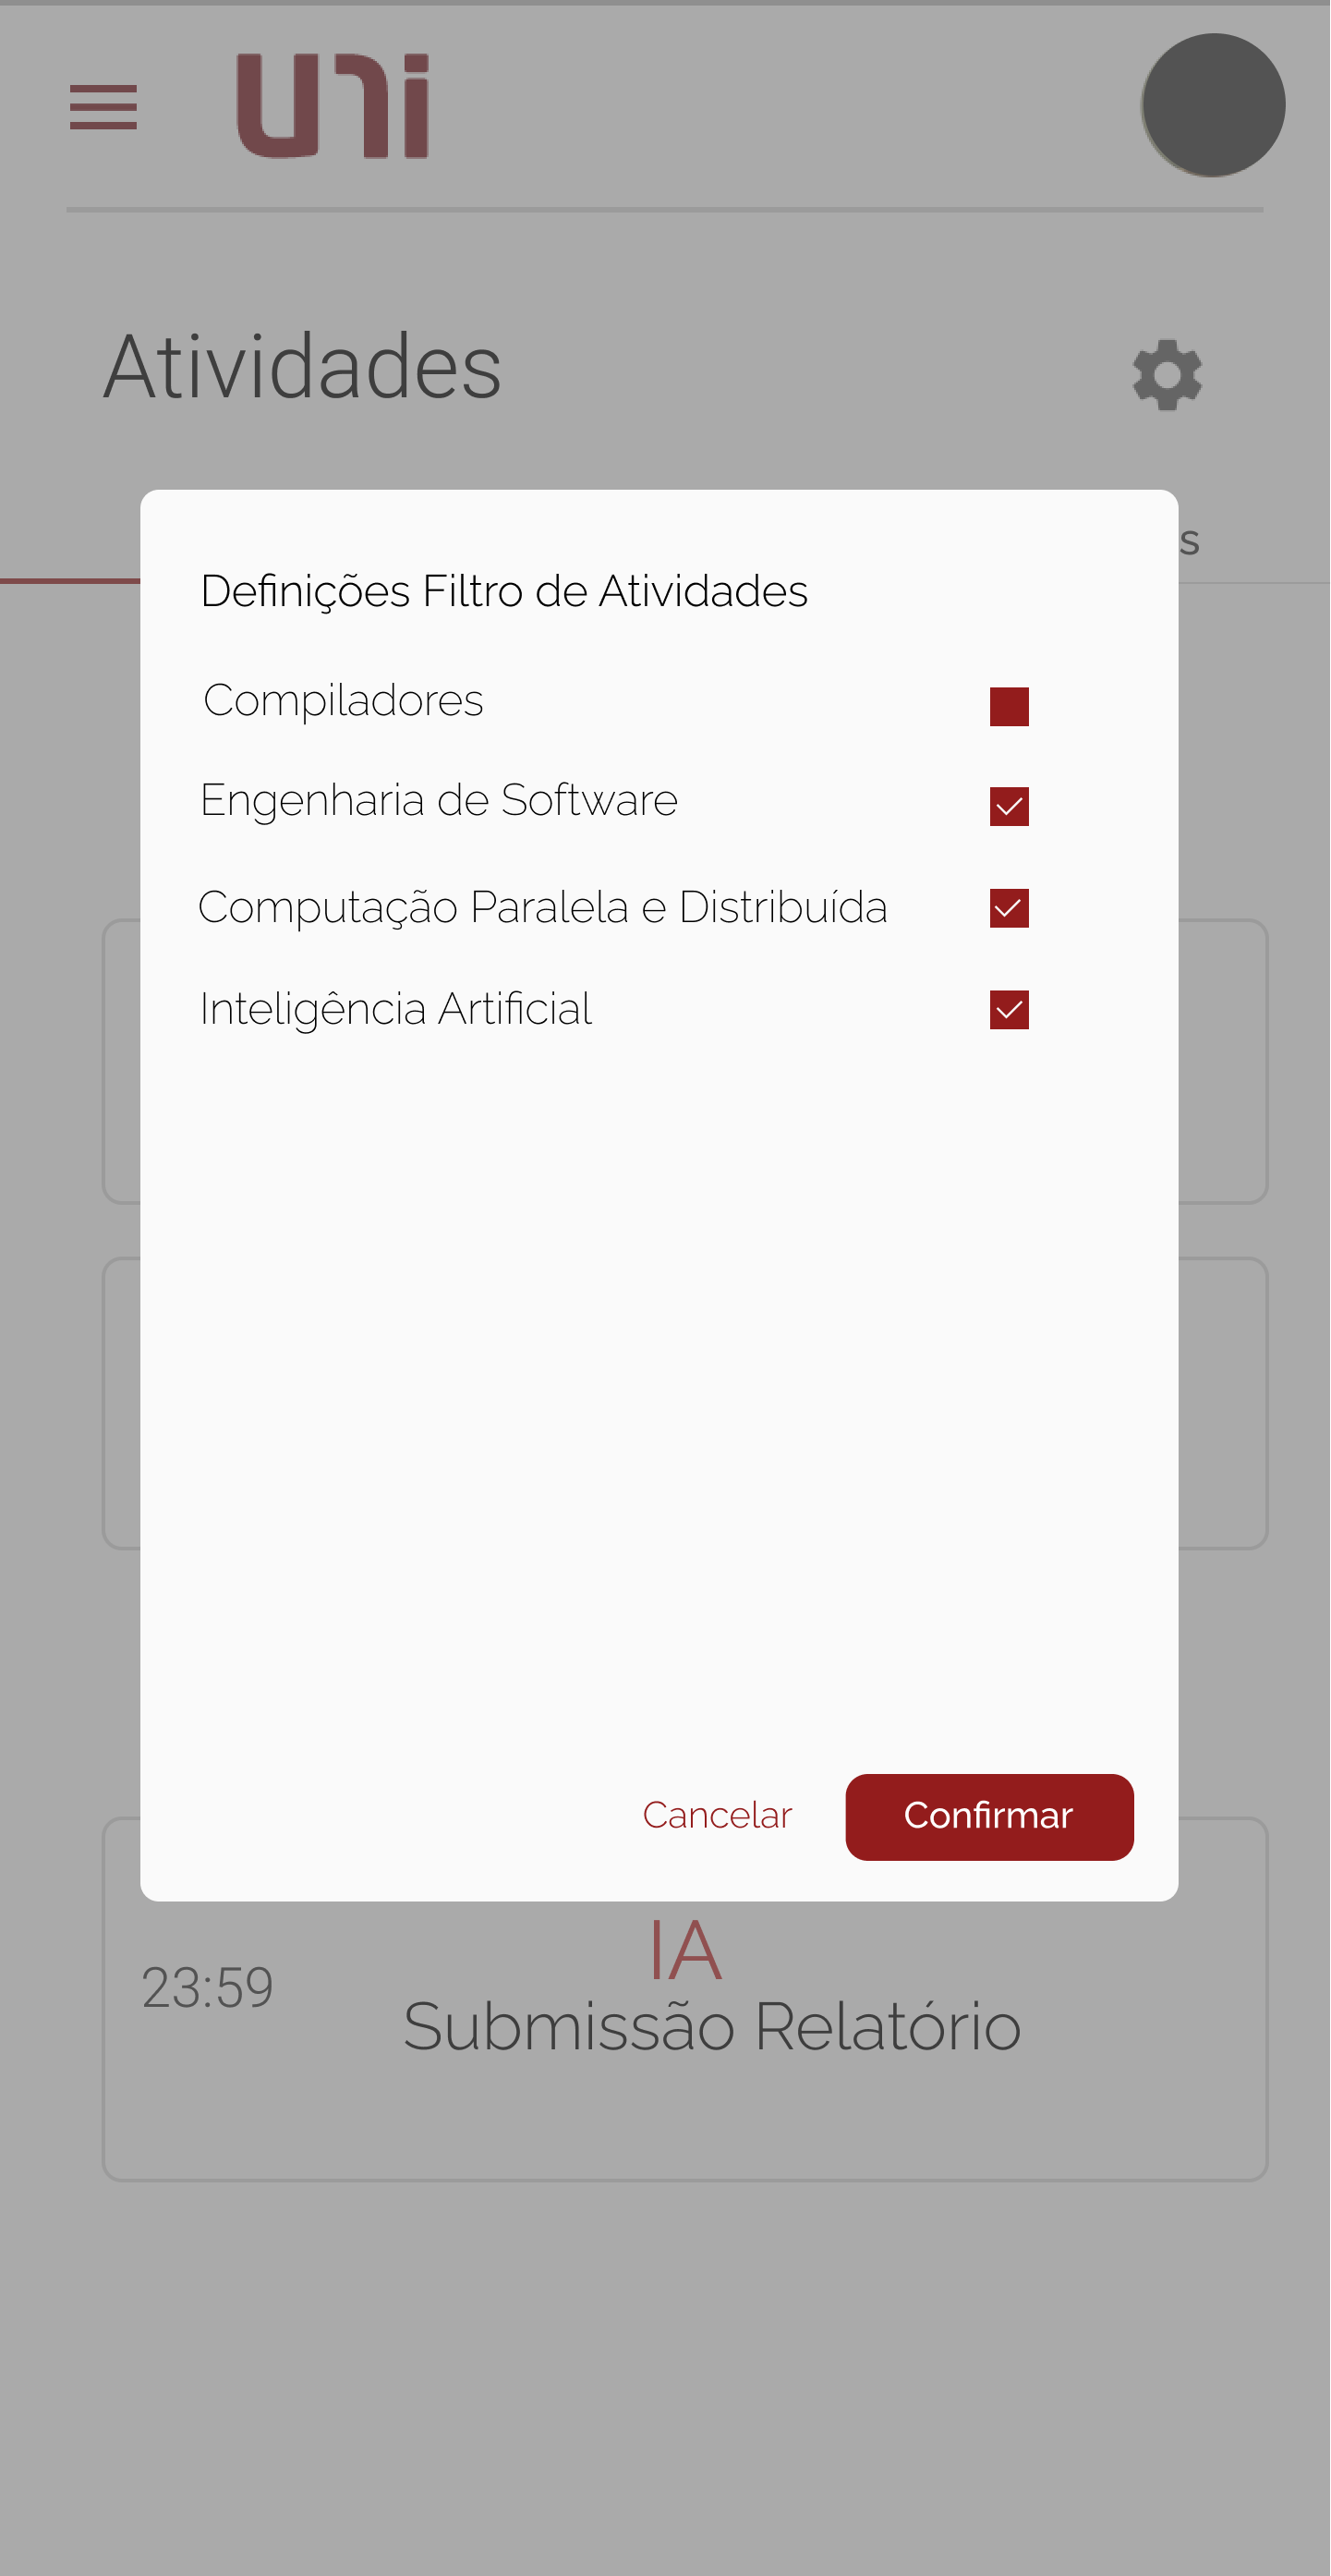 uni
Atividades
s
Definições Filtro de Atividades
Compiladores
Engenharia de Software
Computação Paralela e Distribuída
Inteligência Artificial
Cancelar
Confirmar
IA
23:59
Submissão Relatório